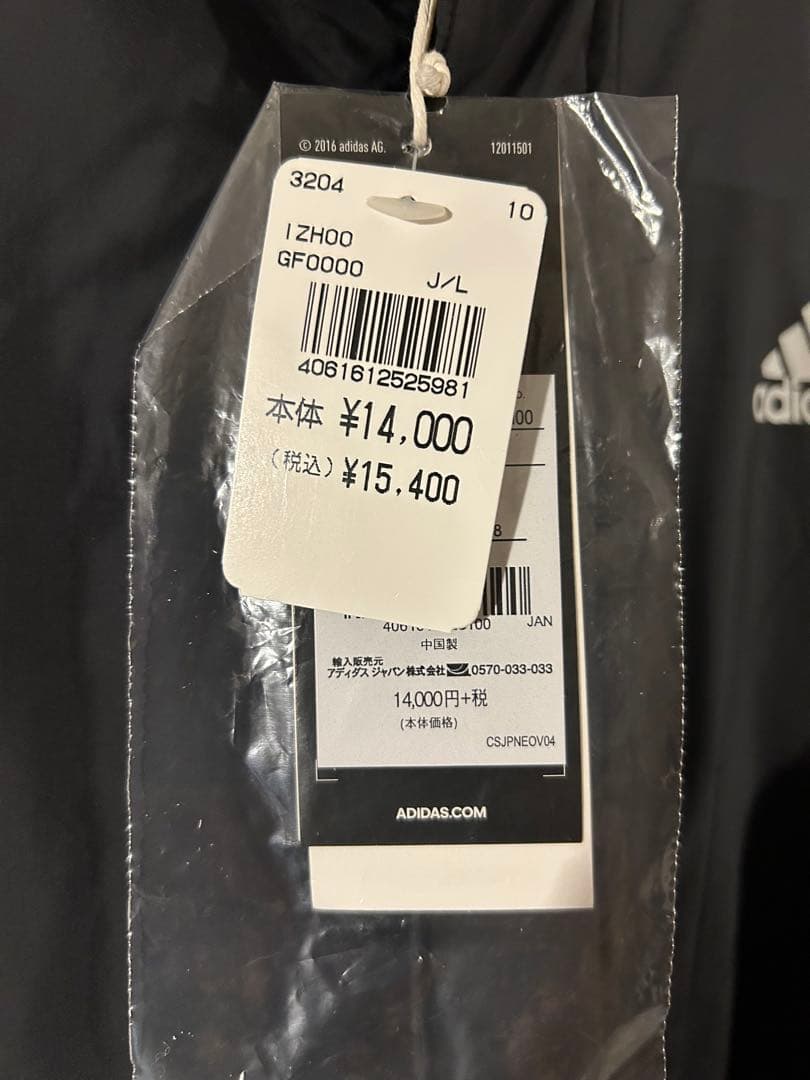 © 2016 adidas AG.
12011501
3204
10
IZH00
GF0000
J/L
4061612525981
本体 ¥14,000
(税込) ¥15,400
JAN
中国製
輸入販売元
アディダス ジャパン株式会社 0570-033-033
14,000円+税
(本体価格)
CSJPNEOV04
ADIDAS.COM